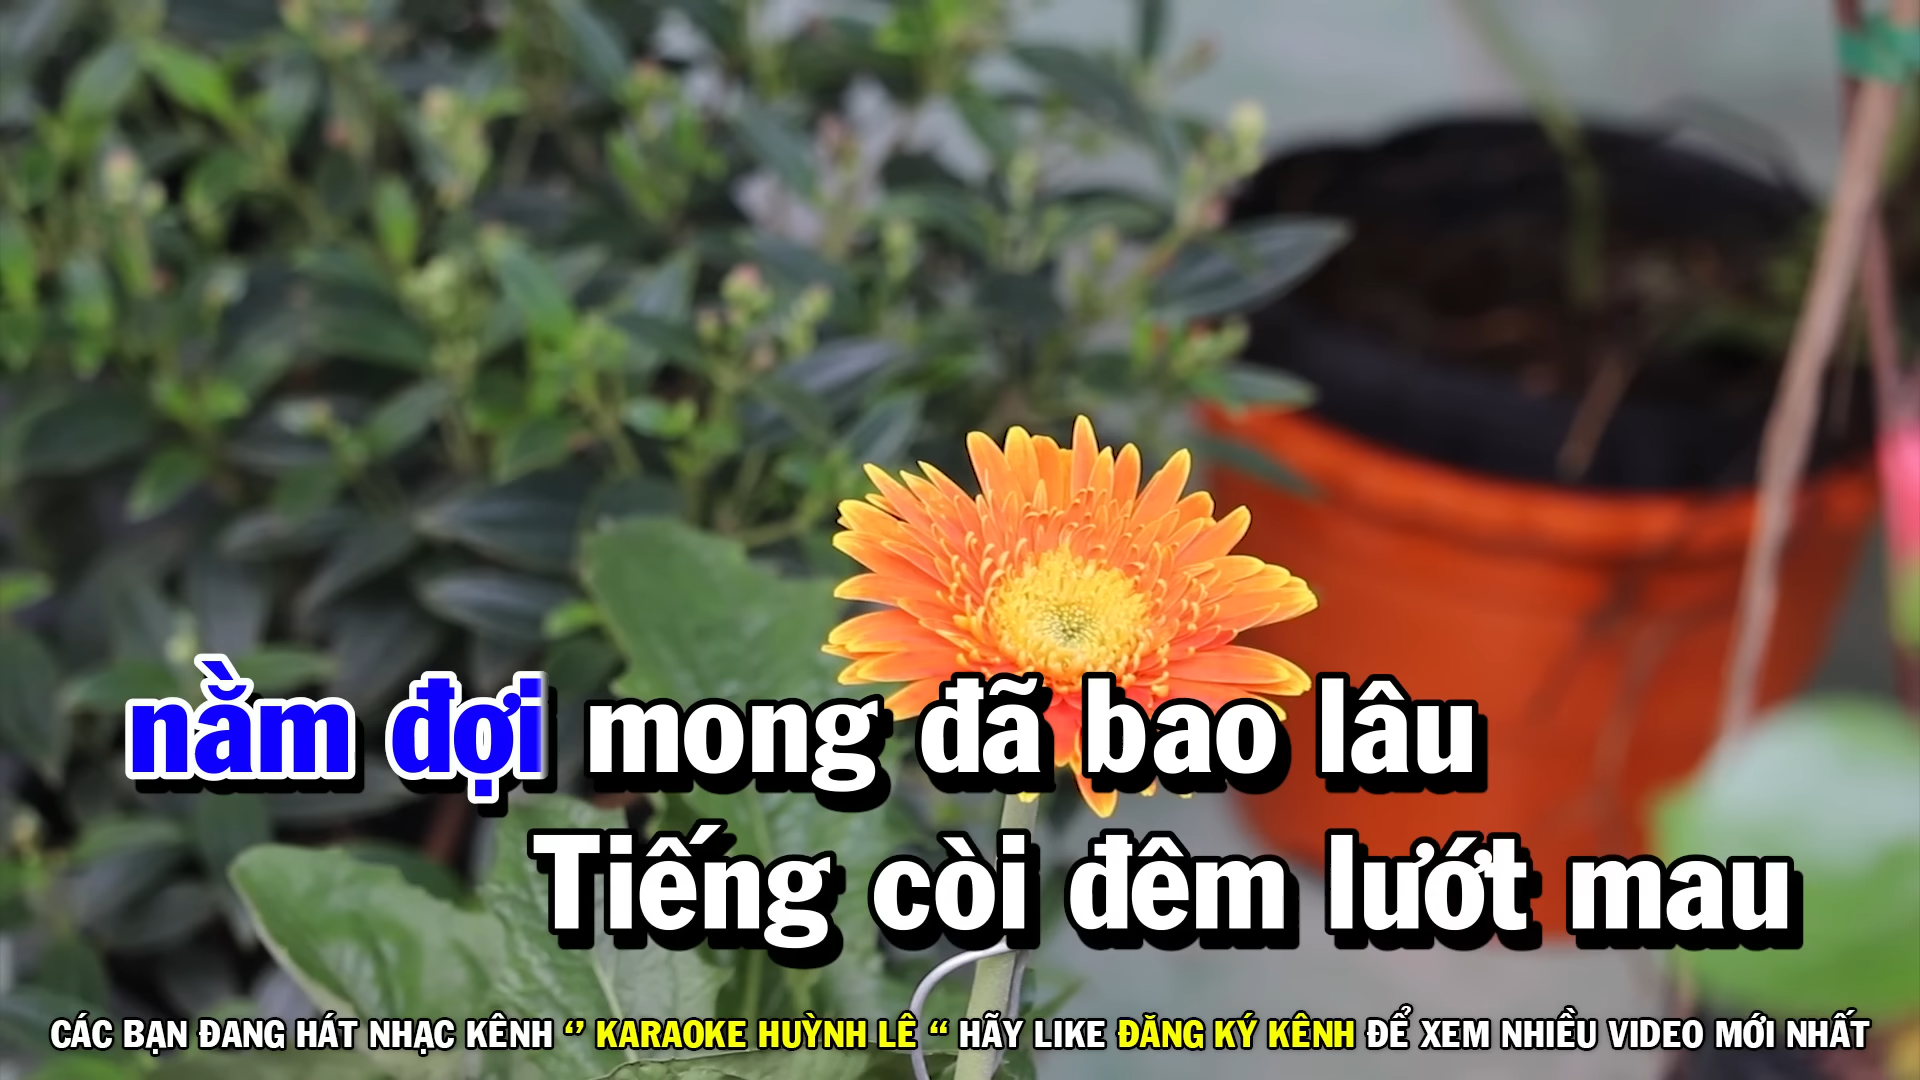 nằm đợi mong đã bao lâu
Tiếng còi đêm lướt mau
CÁC BẠN ĐANG HÁT NHẠC KÊNH ‘’ KARAOKE HUỲNH LÊ “ HÃY LIKE ĐĂNG KÝ KÊNH ĐỂ XEM NHIỀU VIDEO MỚI NHẤT